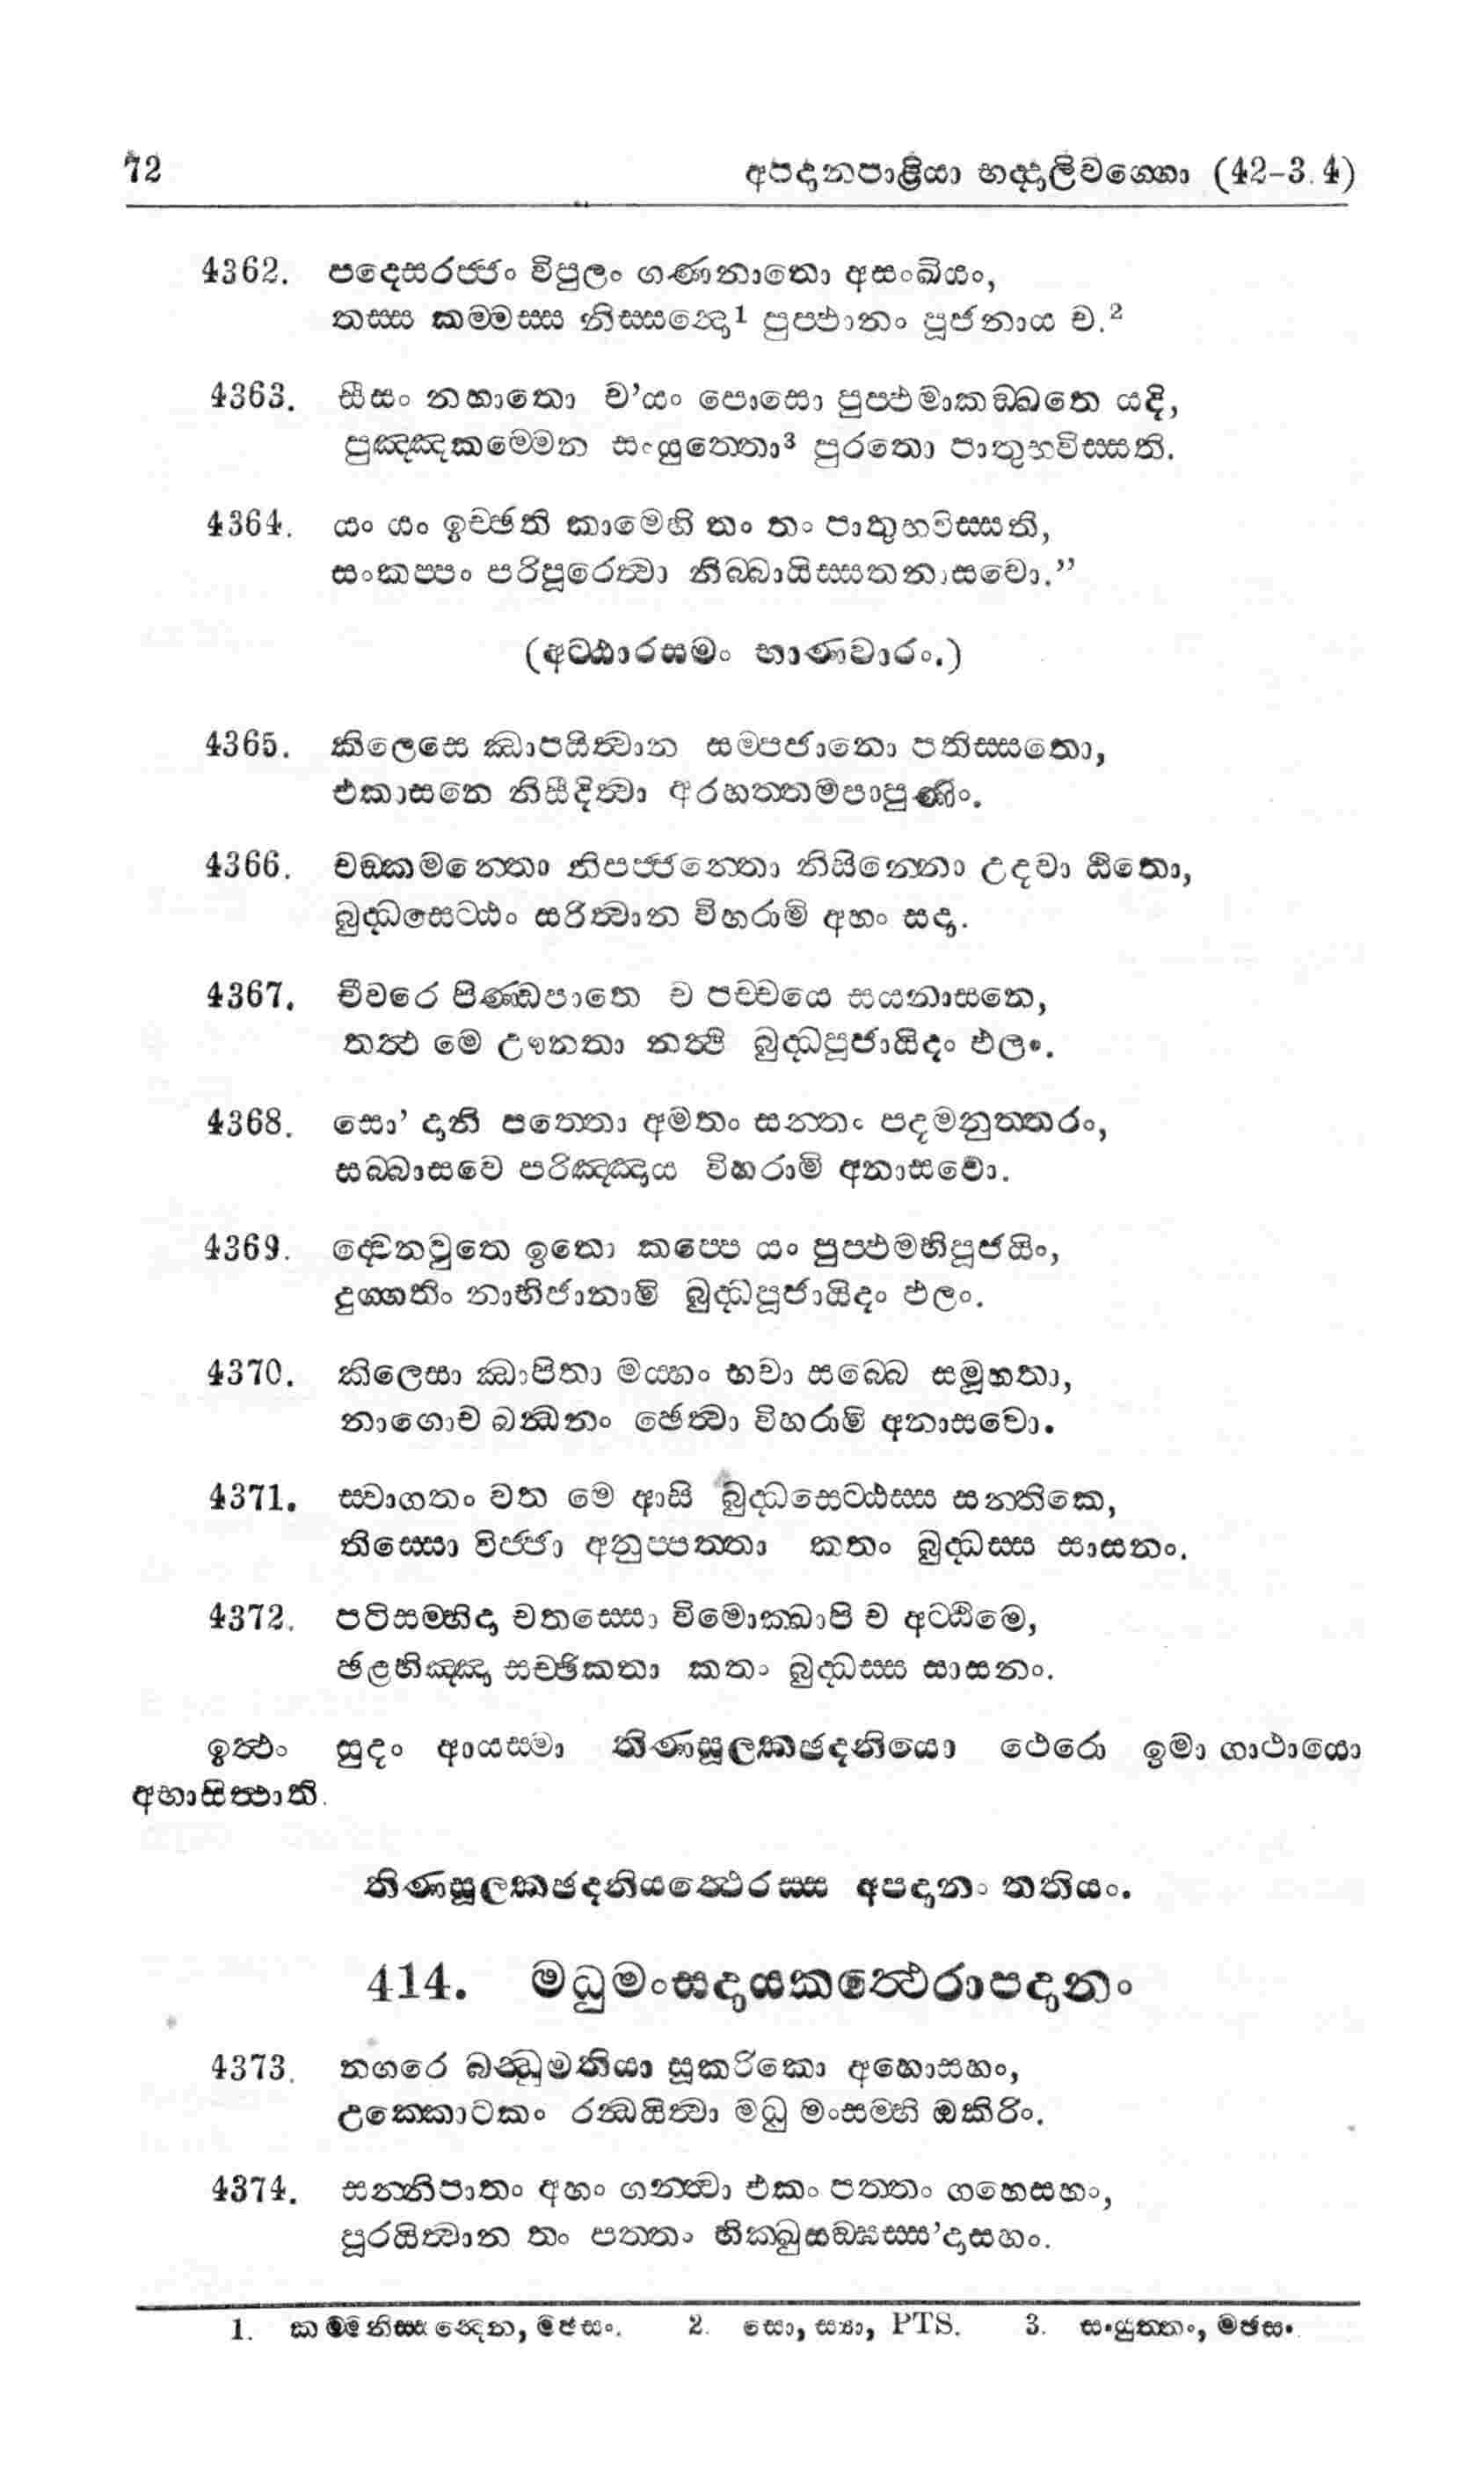 72 අපදානපාළියා භද්දාලිවග්ගො (42-3.4)
4362. පදෙසරජ්ජං විපුලං ගණනාතො අසංඛියං,
තස්ස කම්මස්ස නිස්සන්දො1 පුප්ඵානං පූජනාය ච.2
4363. සීසං නහාතො ච'යං පොසො පුප්ඵමාකඞ්ඛතෙ යදි,
පුඤ්ඤකම්මෙන සංයුත්තො3 පුරතො පාතුභවිස්සති.
4364. යං යං ඉච්ඡති කාමෙහි තං තං පාතුභවිස්සති,
සංකප්පං පරිපූරෙත්වා නිබ්බායිස්සතනාසවො."
(අට්ඨාරසමං භාණවාරං.)
4365. කිලෙසෙ ඣාපයිත්වාන සම්පජානො පතිස්සතො,
එකාසනෙ නිසීදිත්වා අරහත්තමපාපුණිං.
4366. චඞ්කමන්තො නිපජ්ජන්තො නිසින්නො උදවා ඨිතො,
බුද්ධසෙට්ඨං සරිත්වාන විහරාමි අහං සදා.
4367. චීවරෙ පිණ්ඩපාතෙ ච පච්චයෙ සයනාසනෙ,
තත්ථ මෙ ඌනතා නත්ථි බුද්ධපූජායිදං ඵලං.
4368. සො' දානි පත්තො අමතං සන්තං පදමනුත්තරං,
සබ්බාසවෙ පරිඤ්ඤාය විහරාමි අනාසවො.
4369. ද්වෙනවුතෙ ඉතො කප්පෙ යං පුප්ඵමභිපූජයිං,
දුග්ගතිං නාභිජානාමි බුද්ධපූජායිදං ඵලං.
4370. කිලෙසා ඣාපිතා මය්හං භවා සබ්බෙ සමූහතා,
නාගොච බන්ධනං ඡෙත්වා විහරාමි අනාසවො.
4371. ස්වාගතං වත මෙ ආසි බුද්ධසෙට්ඨස්ස සන්තිකෙ,
තිස්සො විජ්ජා අනුප්පත්තා කතං බුද්ධස්ස සාසනං.
4372. පටිසම්භිදා චතස්සො විමොක්ඛාපි ච අට්ඨිමෙ,
ඡළභිඤ්ඤා සච්ඡිකතා කතං බුද්ධස්ස සාසනං.
ඉත්ථං සුදං ආයස්මා තිණසූලකඡදනියො ථෙරො ඉමා ගාථායො
අභාසිත්ථාති.
තිණසූලකඡදනියත්ථෙරස්ස අපදානං තතියං.
414. මධුමංසදායකත්ථෙරාපදානං
4373. නගරෙ බන්ධුමතියා සූකරිකො අහොසහං,
උක්කොටකං රන්ධයිත්වා මධු මංසම්හි ඔකිරිං.
4374. සන්නිපාතං අහං ගන්ත්වා එකං පත්තං ගහෙසහං,
පූරයිත්වාන තං පත්තං භික්ඛුසඞ්ඝස්ස'දාසහං.
1. කම්මනිස්සන්දෙන, මඡසං. 2. සො, ස්‍යා, PTS. 3. සංයුත්තං, මඡසං.